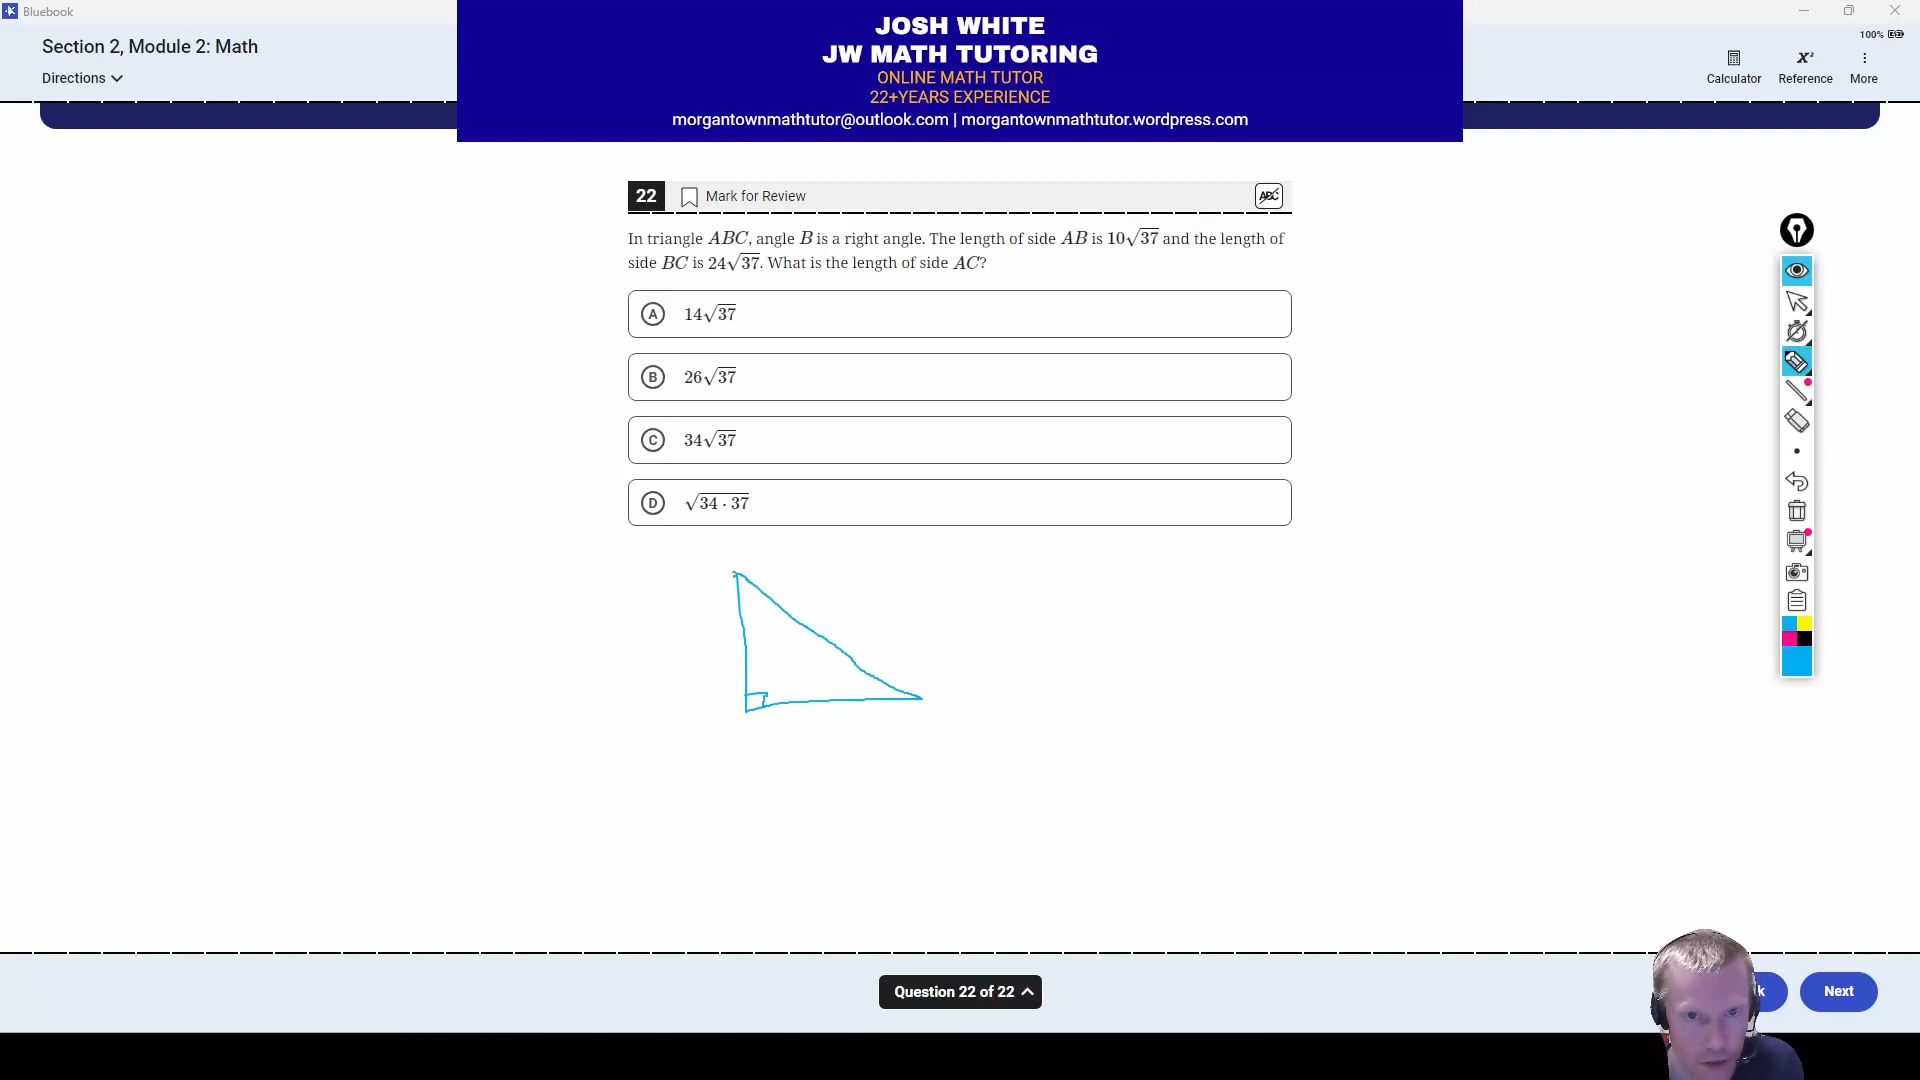 Bluebook
JOSH WHITE
JW MATH TUTORING
ONLINE MATH TUTOR
22+YEARS EXPERIENCE
morgantownmathtutor@outlook.com | morgantownmathtutor.wordpress.com
Section 2, Module 2: Math
Directions
100%
Calculator
x² Reference
More
22 Mark for Review ABC
In triangle ABC, angle B is a right angle. The length of side AB is 10√37 and the length of
side BC is 24√37. What is the length of side AC?
A 14√37
B 26√37
C 34√37
D √34 · 37
Question 22 of 22
k
Next